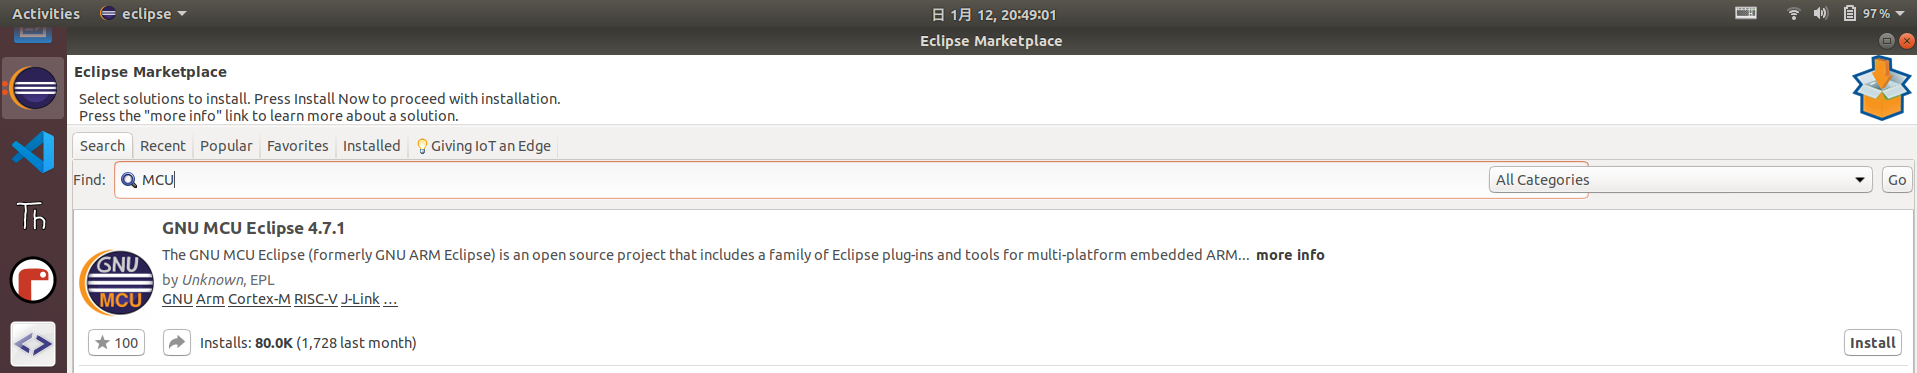 Activities eclipse 日 1月 12, 20:49:01 97 %
Eclipse Marketplace
Eclipse Marketplace
Select solutions to install. Press Install Now to proceed with installation.
Press the "more info" link to learn more about a solution.
Search Recent Popular Favorites Installed Giving IoT an Edge
Find: MCU All Categories Go
GNU MCU Eclipse 4.7.1
The GNU MCU Eclipse (formerly GNU ARM Eclipse) is an open source project that includes a family of Eclipse plug-ins and tools for multi-platform embedded ARM... more info
by Unknown, EPL
GNU Arm Cortex-M RISC-V J-Link ...
GNU
MCU
100 Installs: 80.0K (1,728 last month) Install
Th